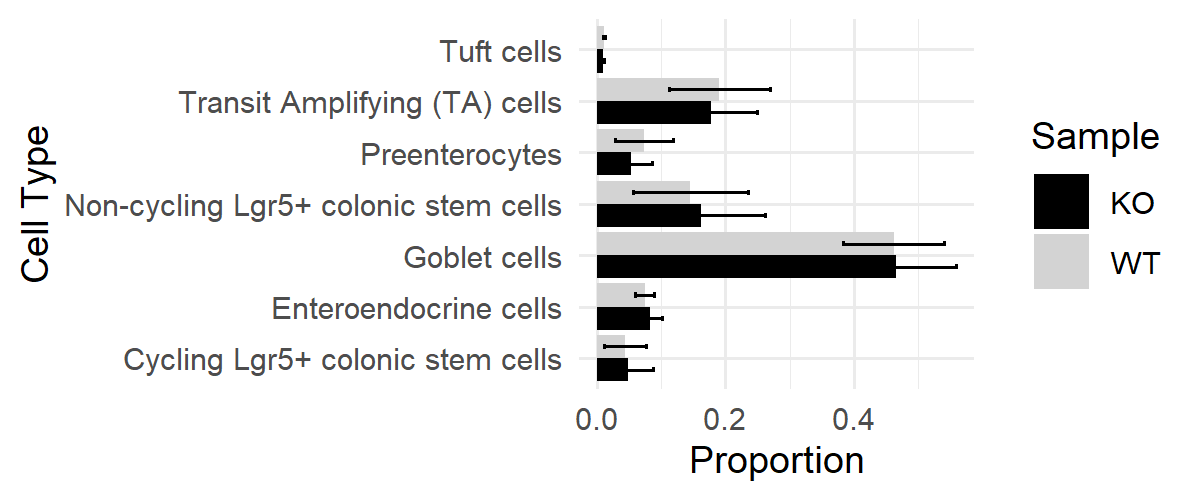 Tuft cells
Transit Amplifying (TA) cells
Preenterocytes
Non-cycling Lgr5+ colonic stem cells
Goblet cells
Enteroendocrine cells
Cycling Lgr5+ colonic stem cells
Cell Type
0.0 0.2 0.4
Proportion
Sample
KO
WT